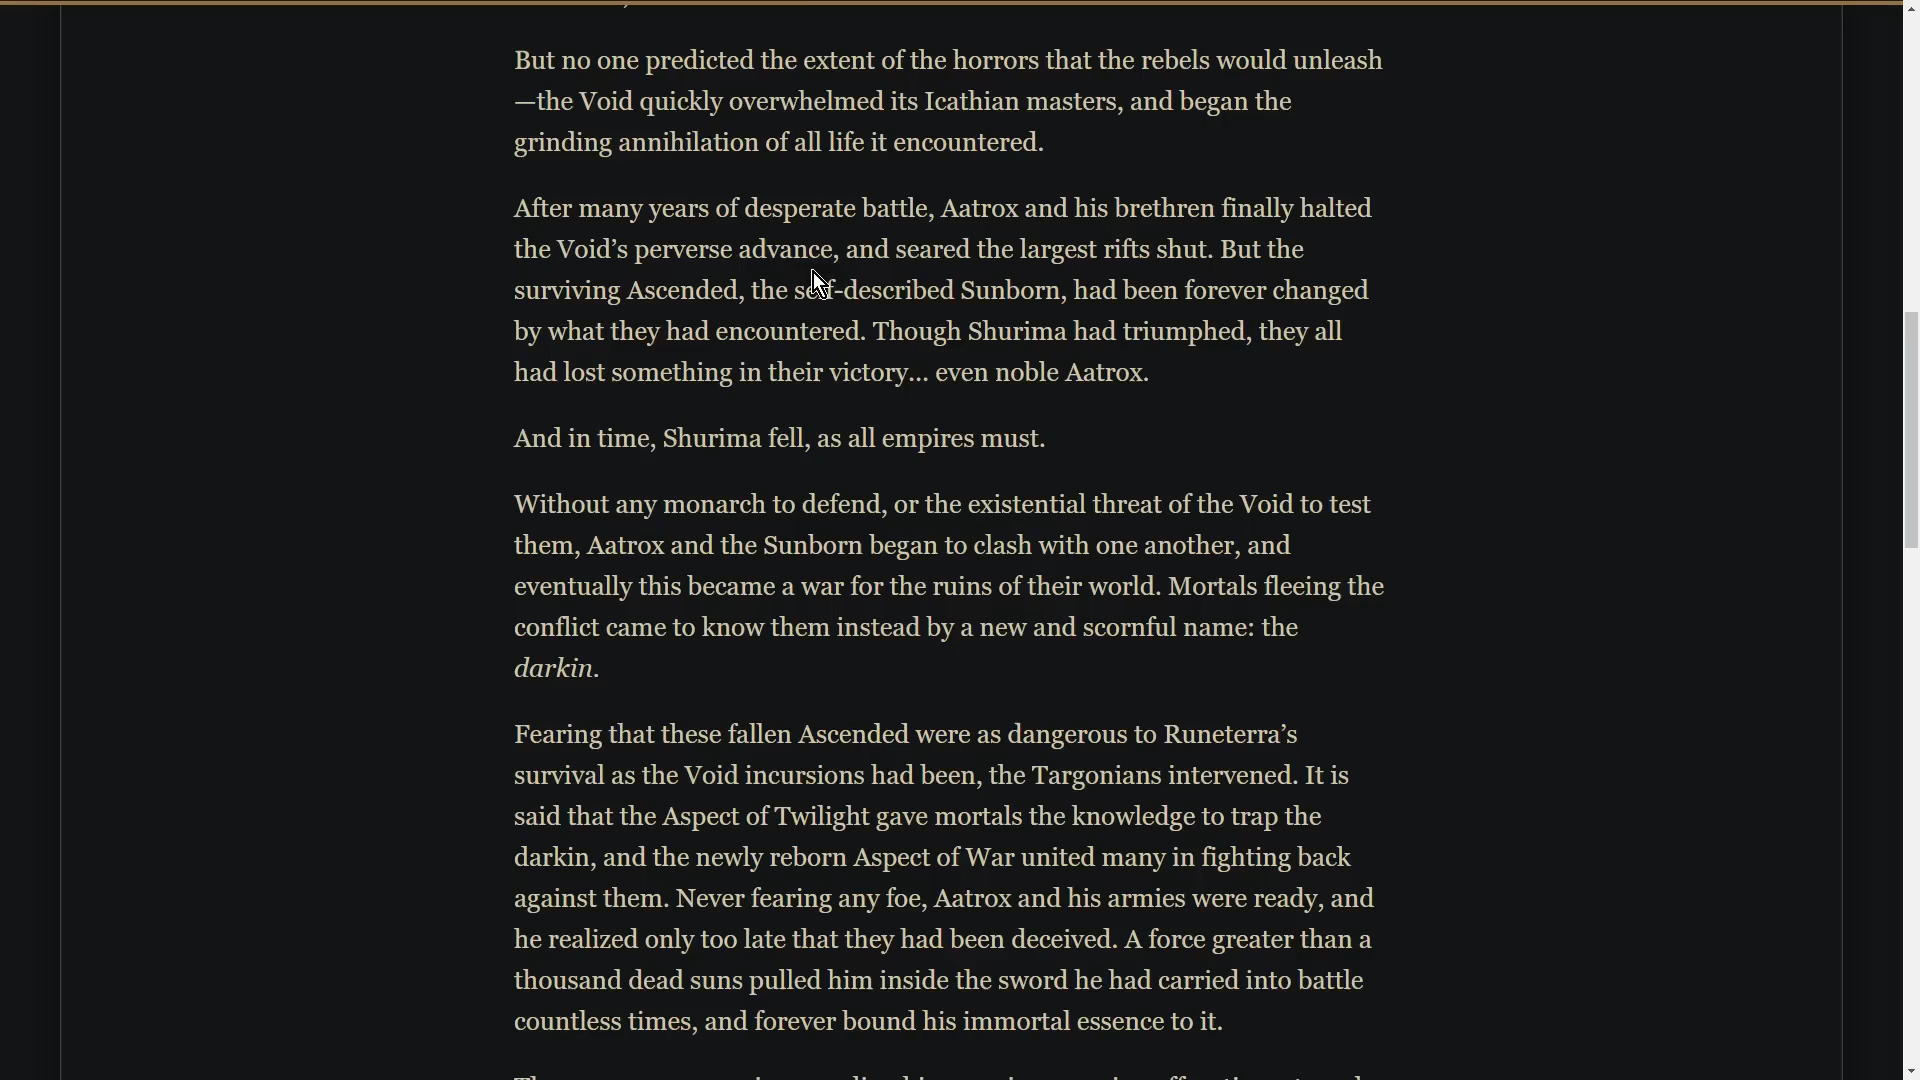 But no one predicted the extent of the horrors that the rebels would unleash
—the Void quickly overwhelmed its Icathian masters, and began the
grinding annihilation of all life it encountered.
After many years of desperate battle, Aatrox and his brethren finally halted
the Void’s perverse advance, and seared the largest rifts shut. But the
surviving Ascended, the self-described Sunborn, had been forever changed
by what they had encountered. Though Shurima had triumphed, they all
had lost something in their victory... even noble Aatrox.
And in time, Shurima fell, as all empires must.
Without any monarch to defend, or the existential threat of the Void to test
them, Aatrox and the Sunborn began to clash with one another, and
eventually this became a war for the ruins of their world. Mortals fleeing the
conflict came to know them instead by a new and scornful name: the
darkin.
Fearing that these fallen Ascended were as dangerous to Runeterra’s
survival as the Void incursions had been, the Targonians intervened. It is
said that the Aspect of Twilight gave mortals the knowledge to trap the
darkin, and the newly reborn Aspect of War united many in fighting back
against them. Never fearing any foe, Aatrox and his armies were ready, and
he realized only too late that they had been deceived. A force greater than a
thousand dead suns pulled him inside the sword he had carried into battle
countless times, and forever bound his immortal essence to it.